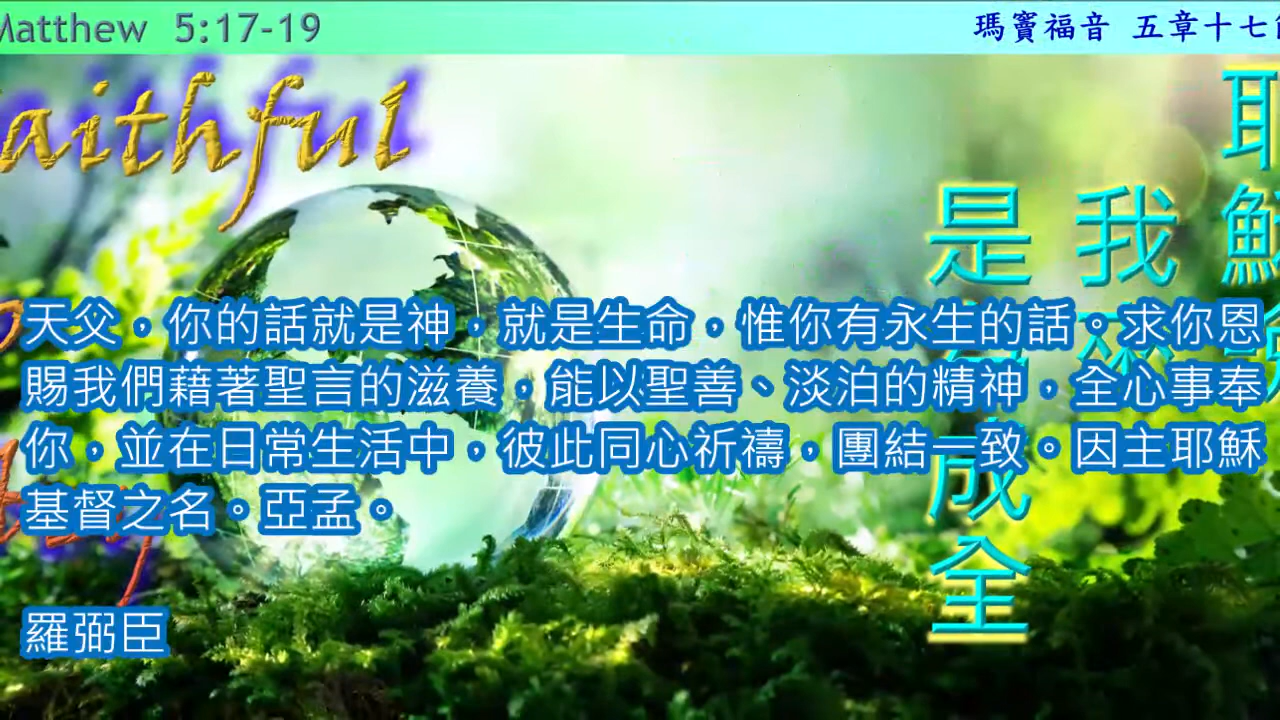 Matthew 5:17-19
瑪竇福音 五章十七節
aithful
耶穌
我
是
成全
天父，你的話就是神，就是生命，惟你有永生的話。求你恩
賜我們藉著聖言的滋養，能以聖善、淡泊的精神，全心事奉
你，並在日常生活中，彼此同心祈禱，團結一致。因主耶穌
基督之名。亞孟。
羅弼臣